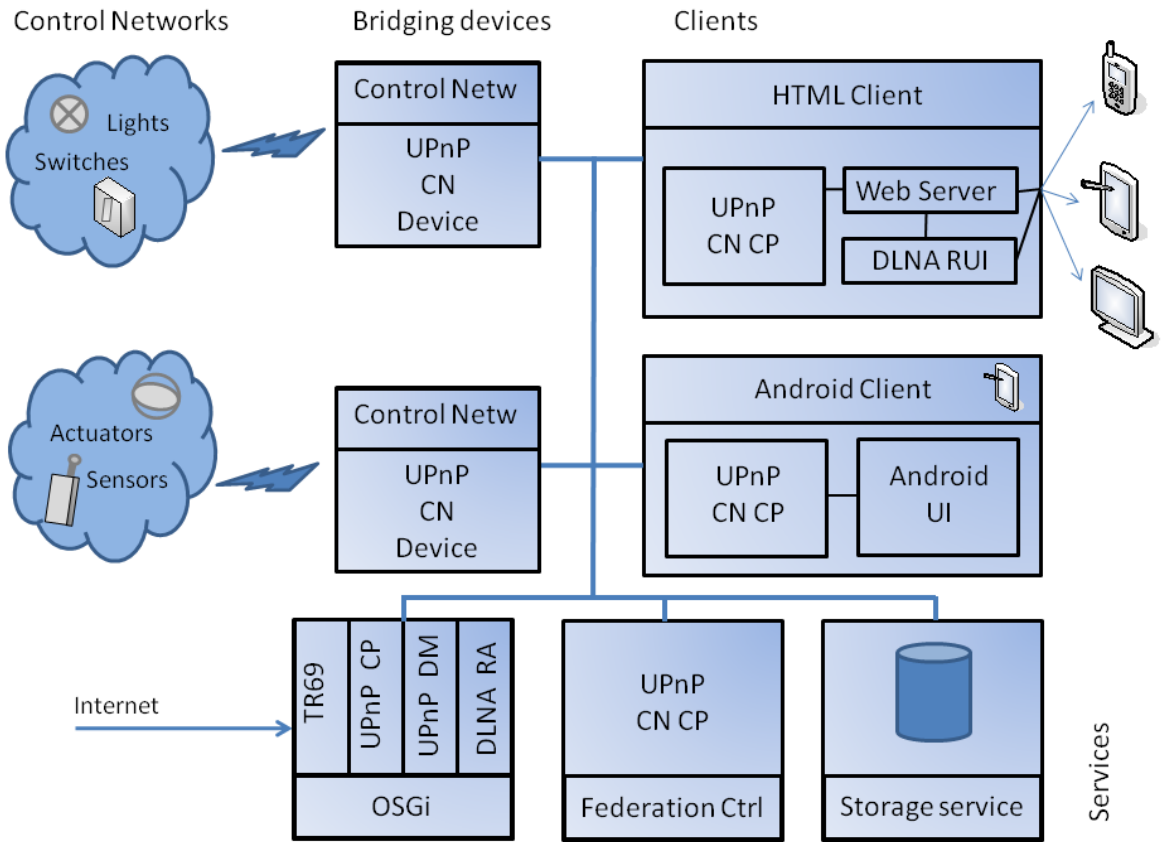 Control Networks
Bridging devices
Clients
Lights
Switches
Control Netw
UPnP
CN
Device
HTML Client
UPnP
CN CP
Web Server
DLNA RUI
Actuators
Sensors
Control Netw
UPnP
CN
Device
Android Client
UPnP
CN CP
Android
UI
Internet
TR69
UPnP CP
UPnP DM
DLNA RA
OSGi
UPnP
CN CP
Federation Ctrl
Storage service
Services